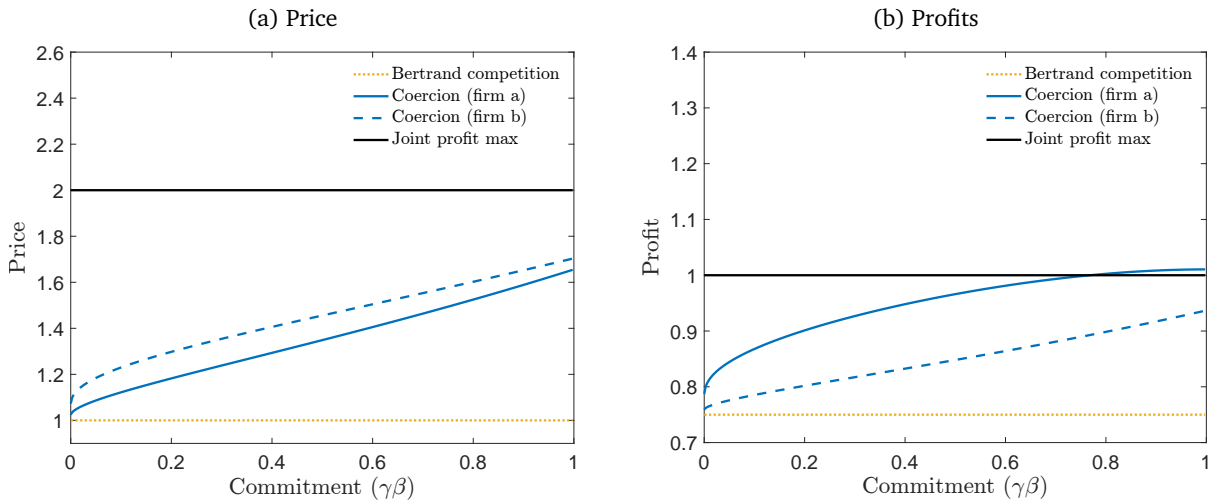 (a) Price
2.6
2.4
2.2
2
1.8
1.6
1.4
1.2
1
Price
0
0.2
0.4
0.6
0.8
1
Commitment (γβ)
Bertrand competition
Coercion (firm a)
Coercion (firm b)
Joint profit max
(b) Profits
1.4
1.3
1.2
1.1
1
0.9
0.8
0.7
Profit
0
0.2
0.4
0.6
0.8
1
Commitment (γβ)
Bertrand competition
Coercion (firm a)
Coercion (firm b)
Joint profit max